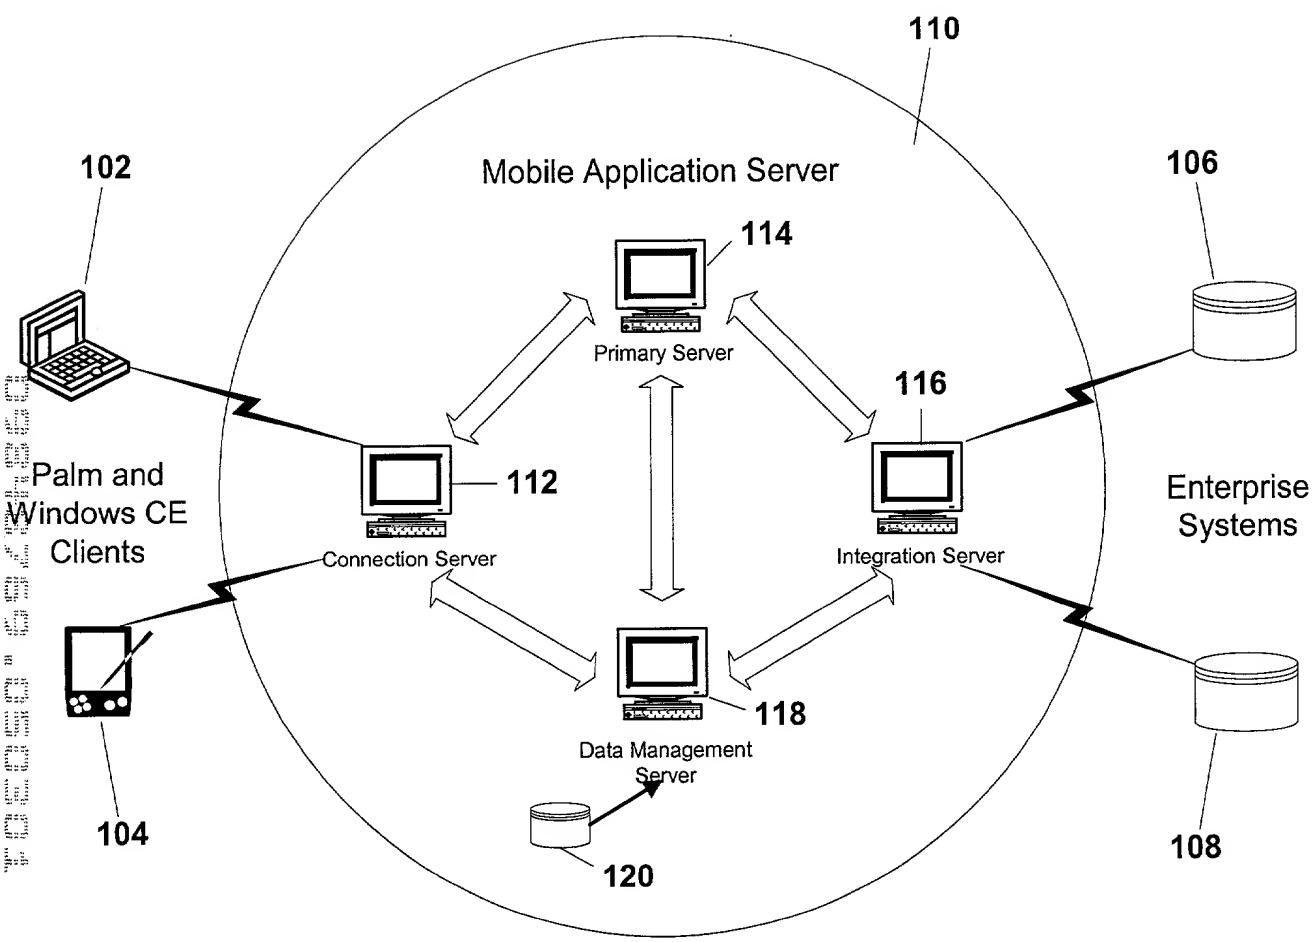 110
102
106
Mobile Application Server
114
Primary Server
116
Palm and
Windows CE
Clients
112
Enterprise
Systems
Connection Server
Integration Server
118
Data Management
Server
104
108
120